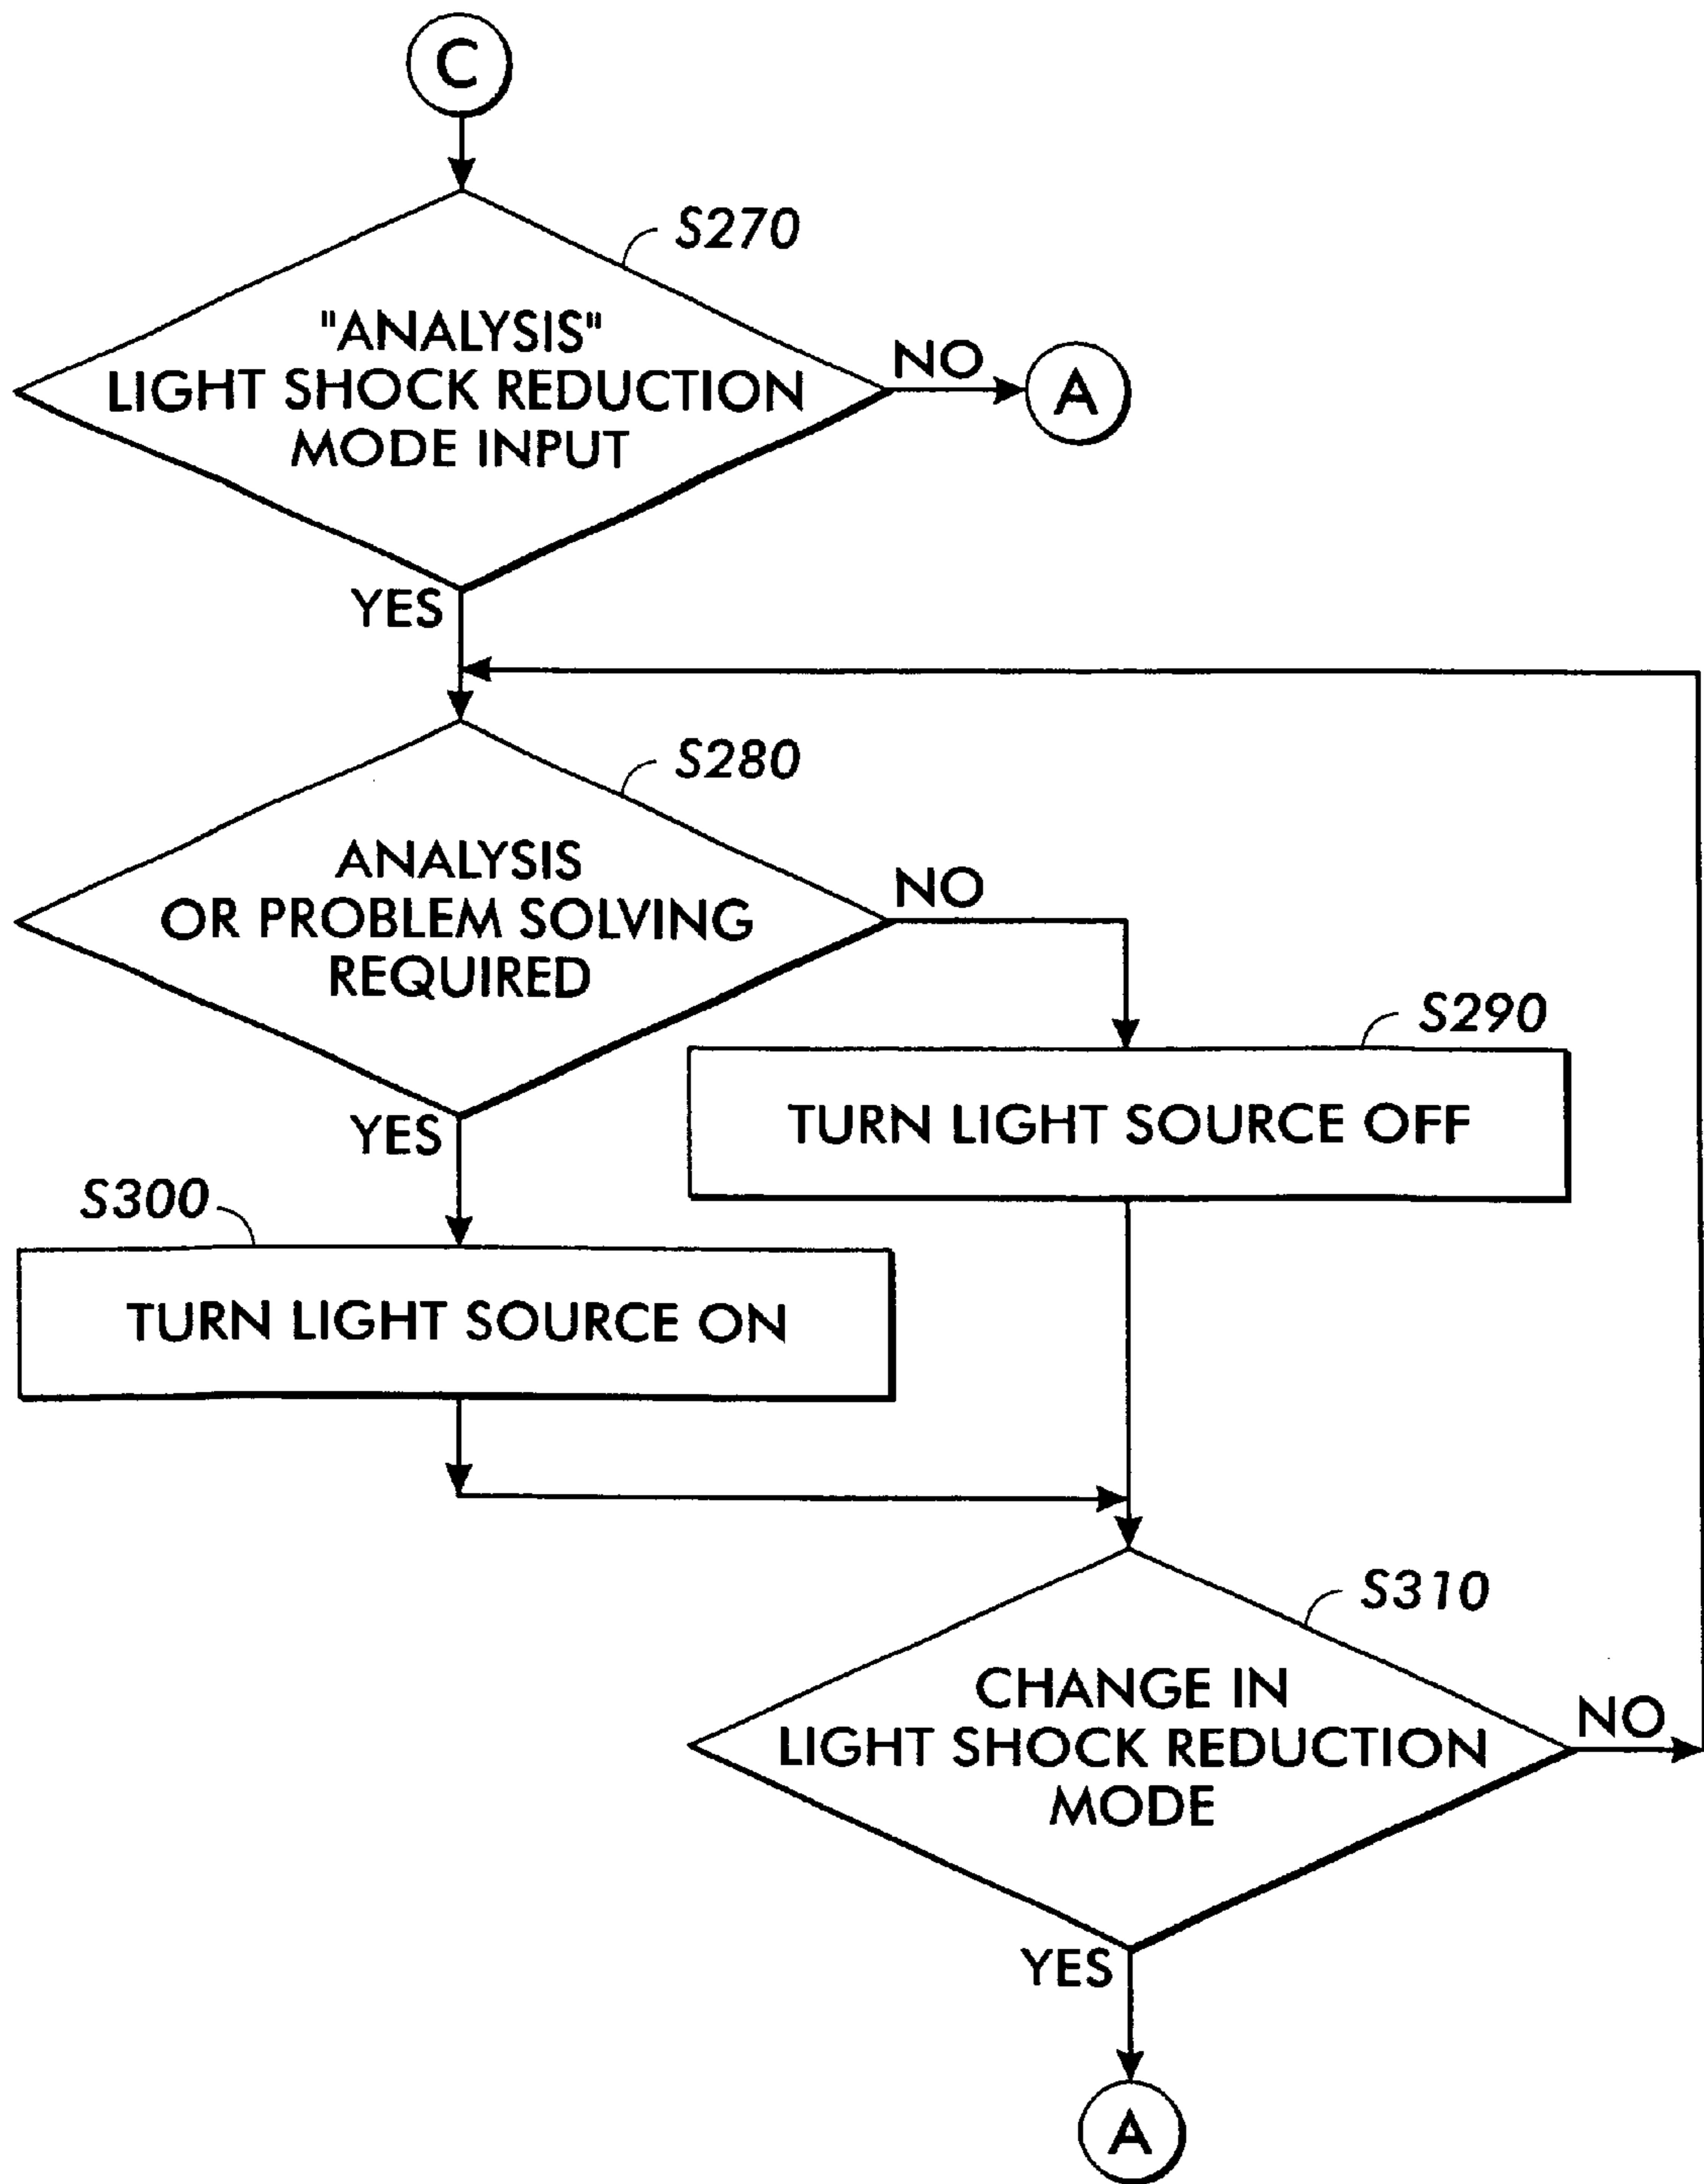 C
S270
"ANALYSIS"
LIGHT SHOCK REDUCTION
MODE INPUT
NO
A
YES
S280
ANALYSIS
OR PROBLEM SOLVING
REQUIRED
NO
S290
TURN LIGHT SOURCE OFF
YES
S300
TURN LIGHT SOURCE ON
S310
CHANGE IN
LIGHT SHOCK REDUCTION
MODE
NO
YES
A